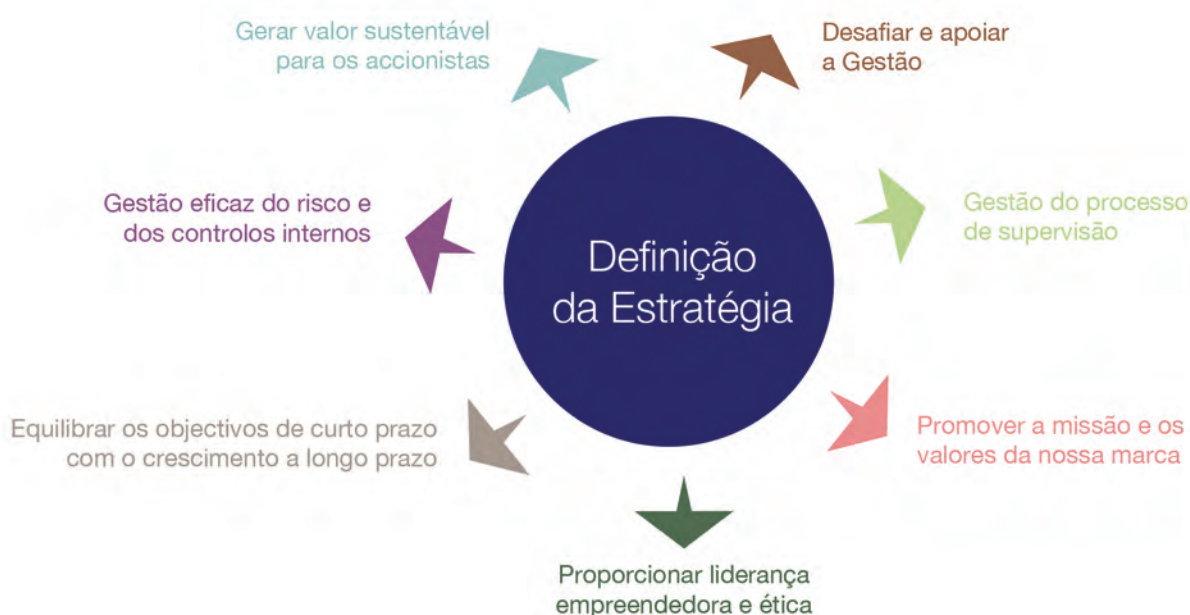 Gerar valor sustentável
para os accionistas
Desafiar e apoiar
a Gestão
Gestão eficaz do risco e
dos controlos internos
Gestão do processo
de supervisão
Definição
da Estratégia
Equilibrar os objectivos de curto prazo
com o crescimento a longo prazo
Promover a missão e os
valores da nossa marca
Proporcionar liderança
empreendedora e ética